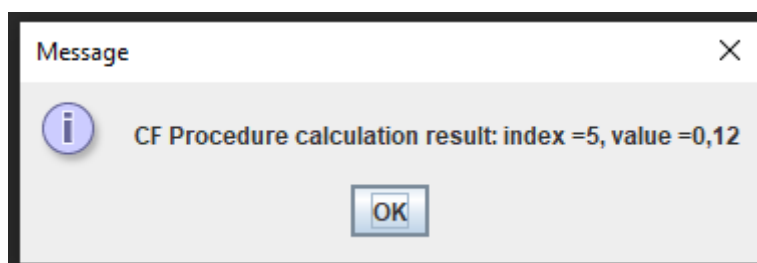 Message
CF Procedure calculation result: index =5, value =0,12
OK